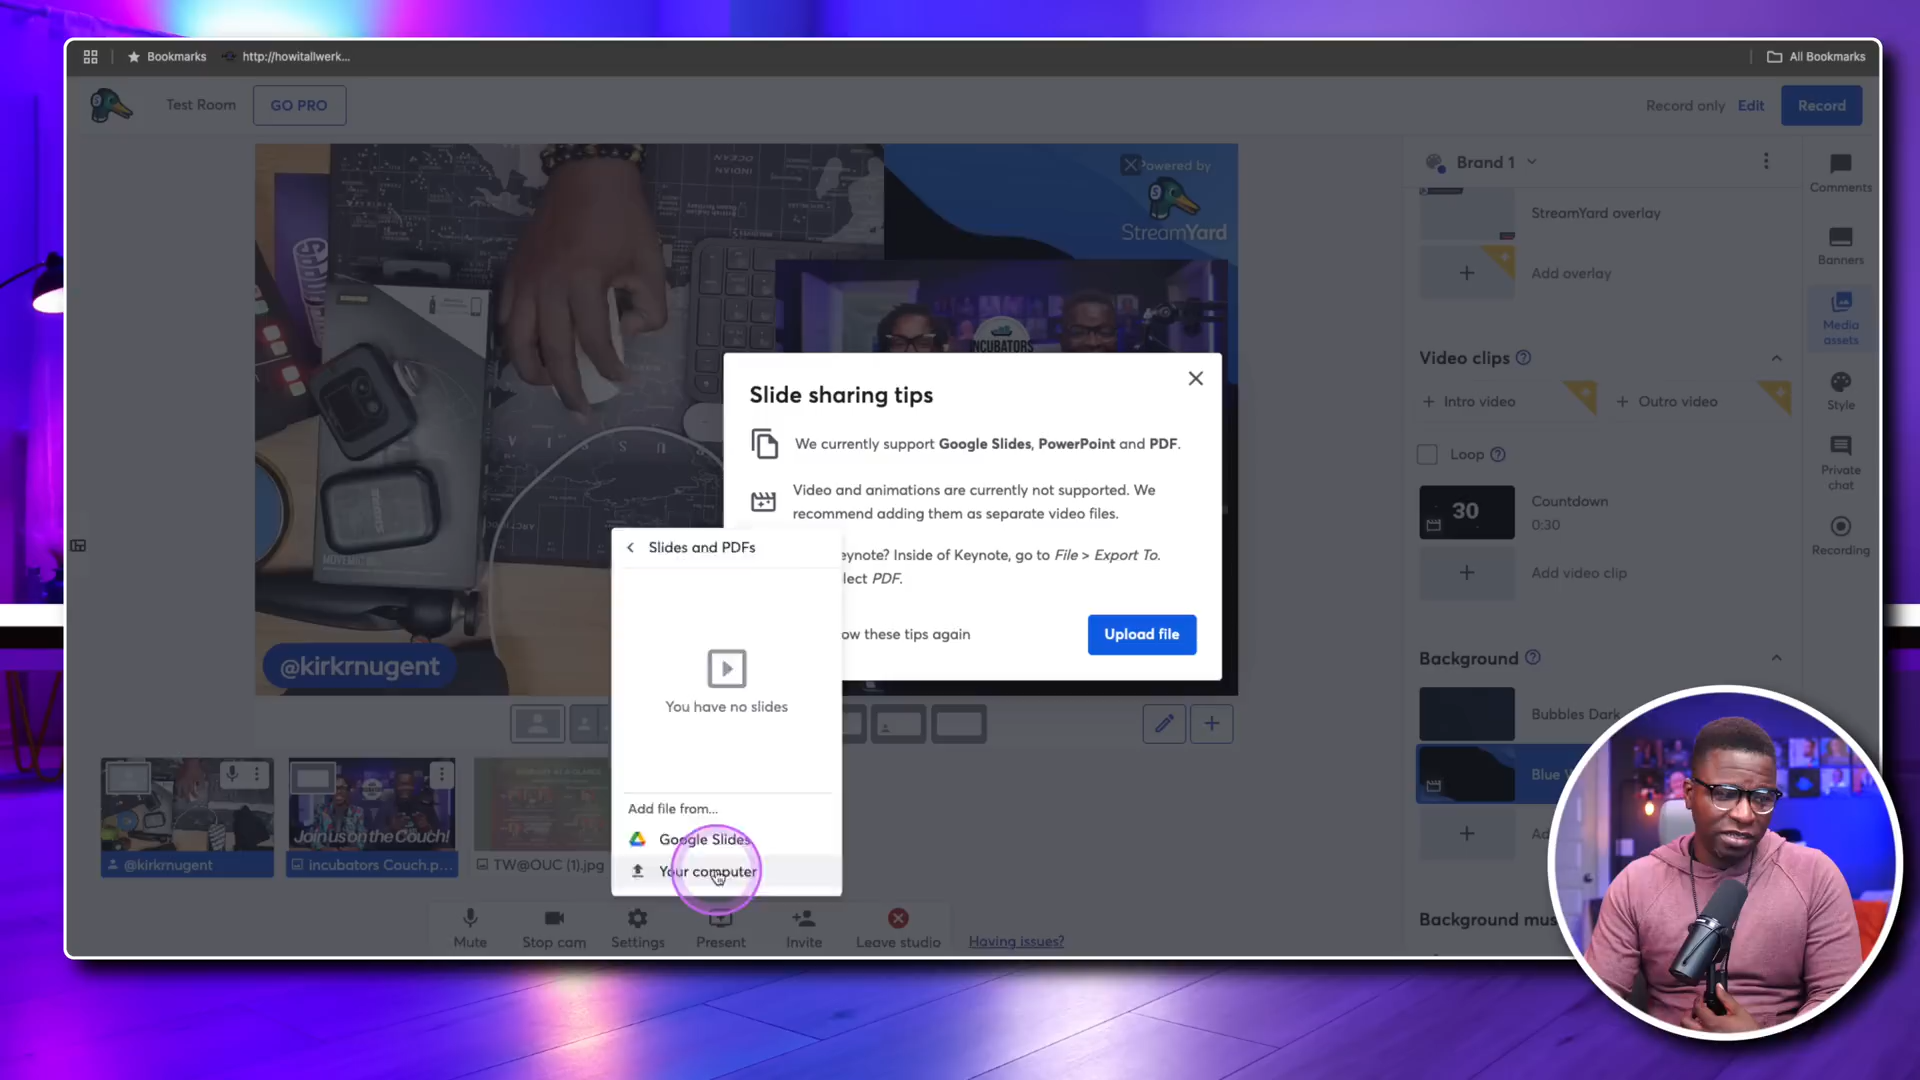 Bookmarks
http://howitallwerk...
All Bookmarks
Test Room
GO PRO
Record only
Edit
Record
Powered by
StreamYard
INCUBATORS
@kirkrnugent
Brand 1
StreamYard overlay
Add overlay
Video clips
+ Intro video
+ Outro video
Loop
30
Countdown
0:30
Add video clip
Background
Bubbles Dark
Blue
Background mus
Comments
Banners
Media
assets
Style
Private
chat
Recording
Slide sharing tips
We currently support Google Slides, PowerPoint and PDF.
Video and animations are currently not supported. We
recommend adding them as separate video files.
eynote? Inside of Keynote, go to File > Export To.
lect PDF.
ow these tips again
Upload file
Slides and PDFs
You have no slides
Add file from...
Google Slides
Your computer
Join us on the Couch!
@kirkrnugent
incubators Couch.p...
TW@OUC (1).jpg
Mute
Stop cam
Settings
Present
Invite
Leave studio
Having issues?